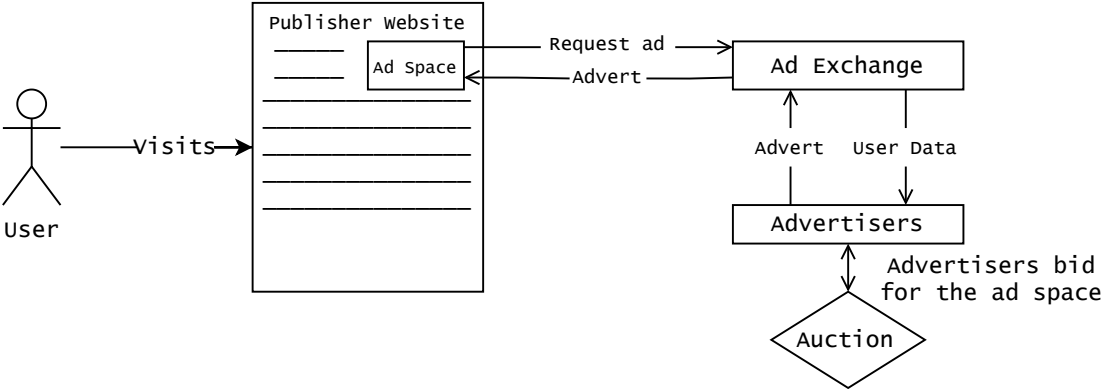 Publisher Website
Ad Space
Request ad
Advert
Ad Exchange
Visits
User
Advert
User Data
Advertisers
Advertisers bid
for the ad space
Auction